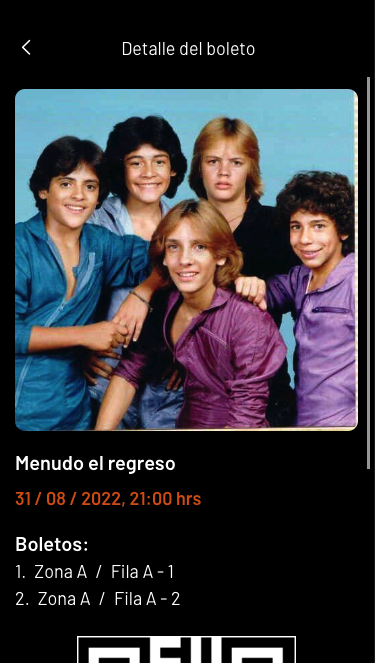 Detalle del boleto
Menudo el regreso
31 / 08 / 2022, 21:00 hrs
Boletos:
1. Zona A / Fila A - 1
2. Zona A / Fila A - 2